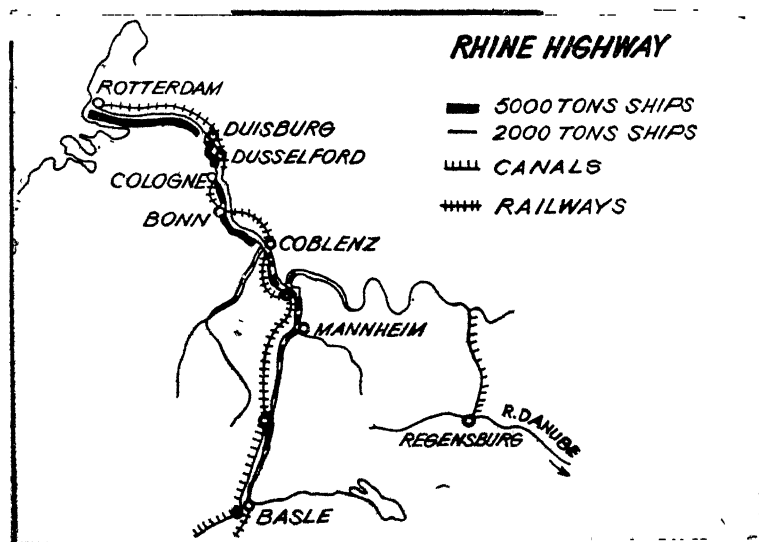 RHINE HIGHWAY
5000 TONS SHIPS
2000 TONS SHIPS
CANALS
RAILWAYS
ROTTERDAM
DUISBURG
DUSSELFORD
COLOGNE
BONN
COBLENZ
MANNHEIM
REGENSBURG
R.DANUBE
BASLE